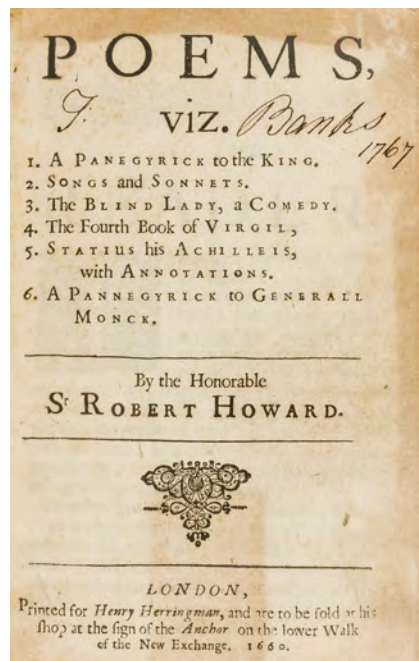 POEMS,
T. viz. Banks
1767
1. A PANEGYRICK to the KING.
2. SONGS and SONNETS.
3. The BLIND LADY, a COMEDY.
4. The Fourth Book of VIRGIL,
5. STATIUS his ACHILLEIS,
with ANNOTATIONS.
6. A PANNEGYRICK to GENERALL
MONCK.
By the Honorable
Sr ROBERT HOWARD.
LONDON,
Printed for Henry Herringman, and are to be sold at his
shop at the sign of the Anchor on the lower Walk
of the New Exchange. 1660.